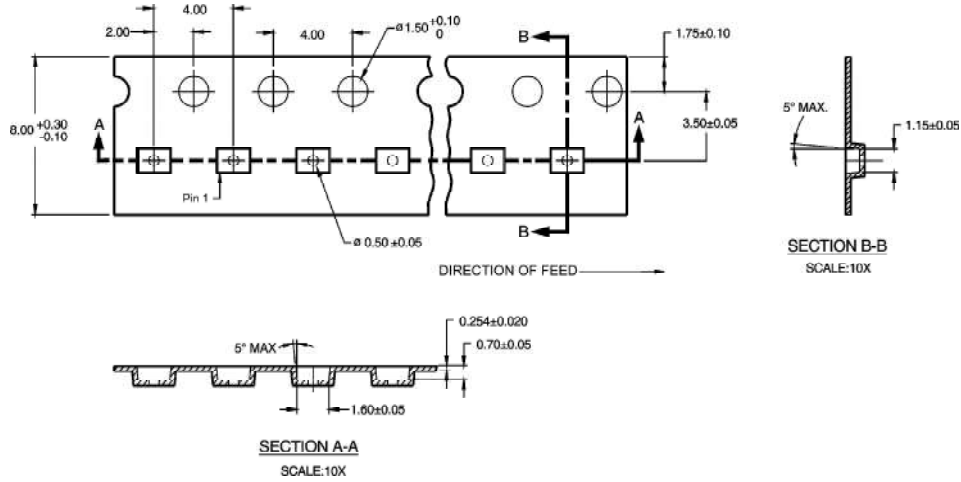 4.00
2.00
4.00
ø1.50 +0.10
0
B
1.75±0.10
8.00 +0.30
-0.10
A
A
3.50±0.05
5° MAX.
1.15±0.05
Pin 1
B
ø 0.50 ±0.05
SECTION B-B
SCALE:10X
DIRECTION OF FEED
0.254±0.020
5° MAX
0.70±0.05
1.60±0.05
SECTION A-A
SCALE:10X